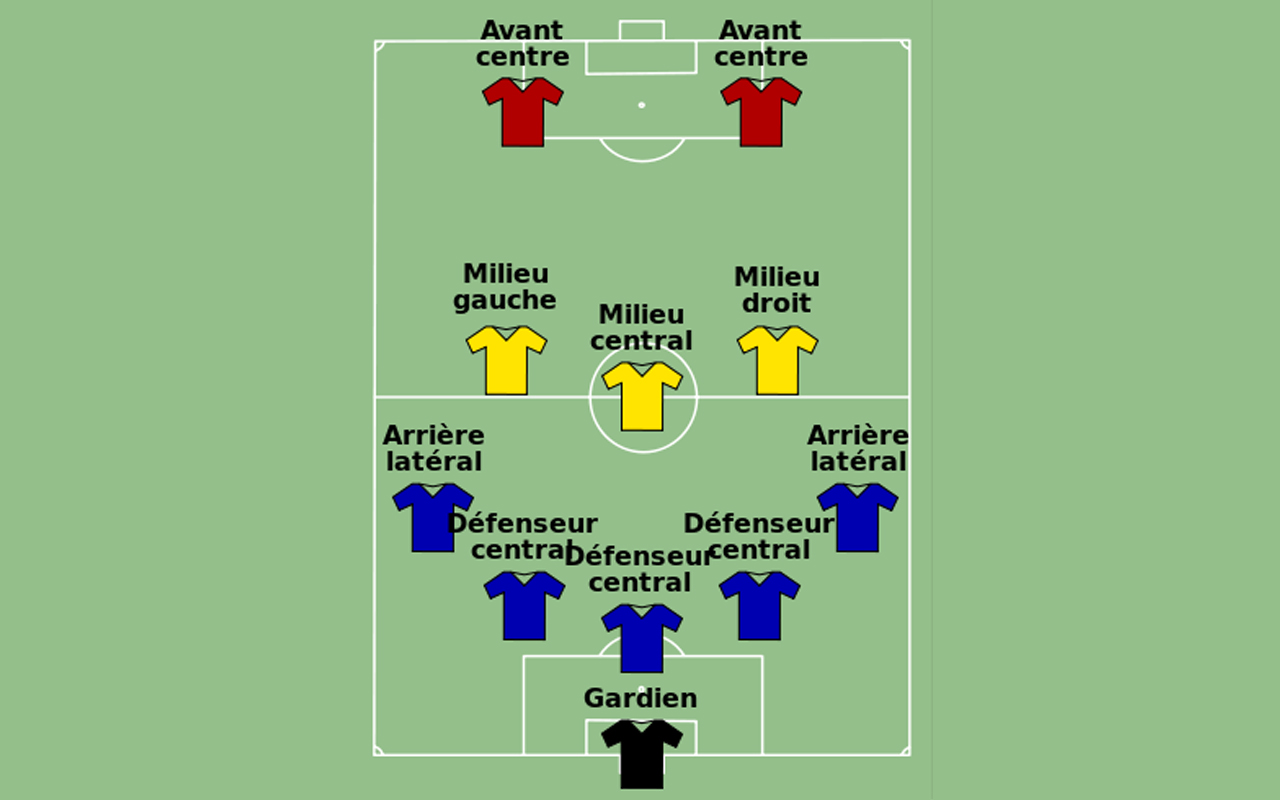 Avant
centre
Avant
centre
Milieu
gauche
Milieu
droit
Milieu
central
Arrière
latéral
Arrière
latéral
Défenseur
central
Défenseur
central
Défenseur
central
Gardien